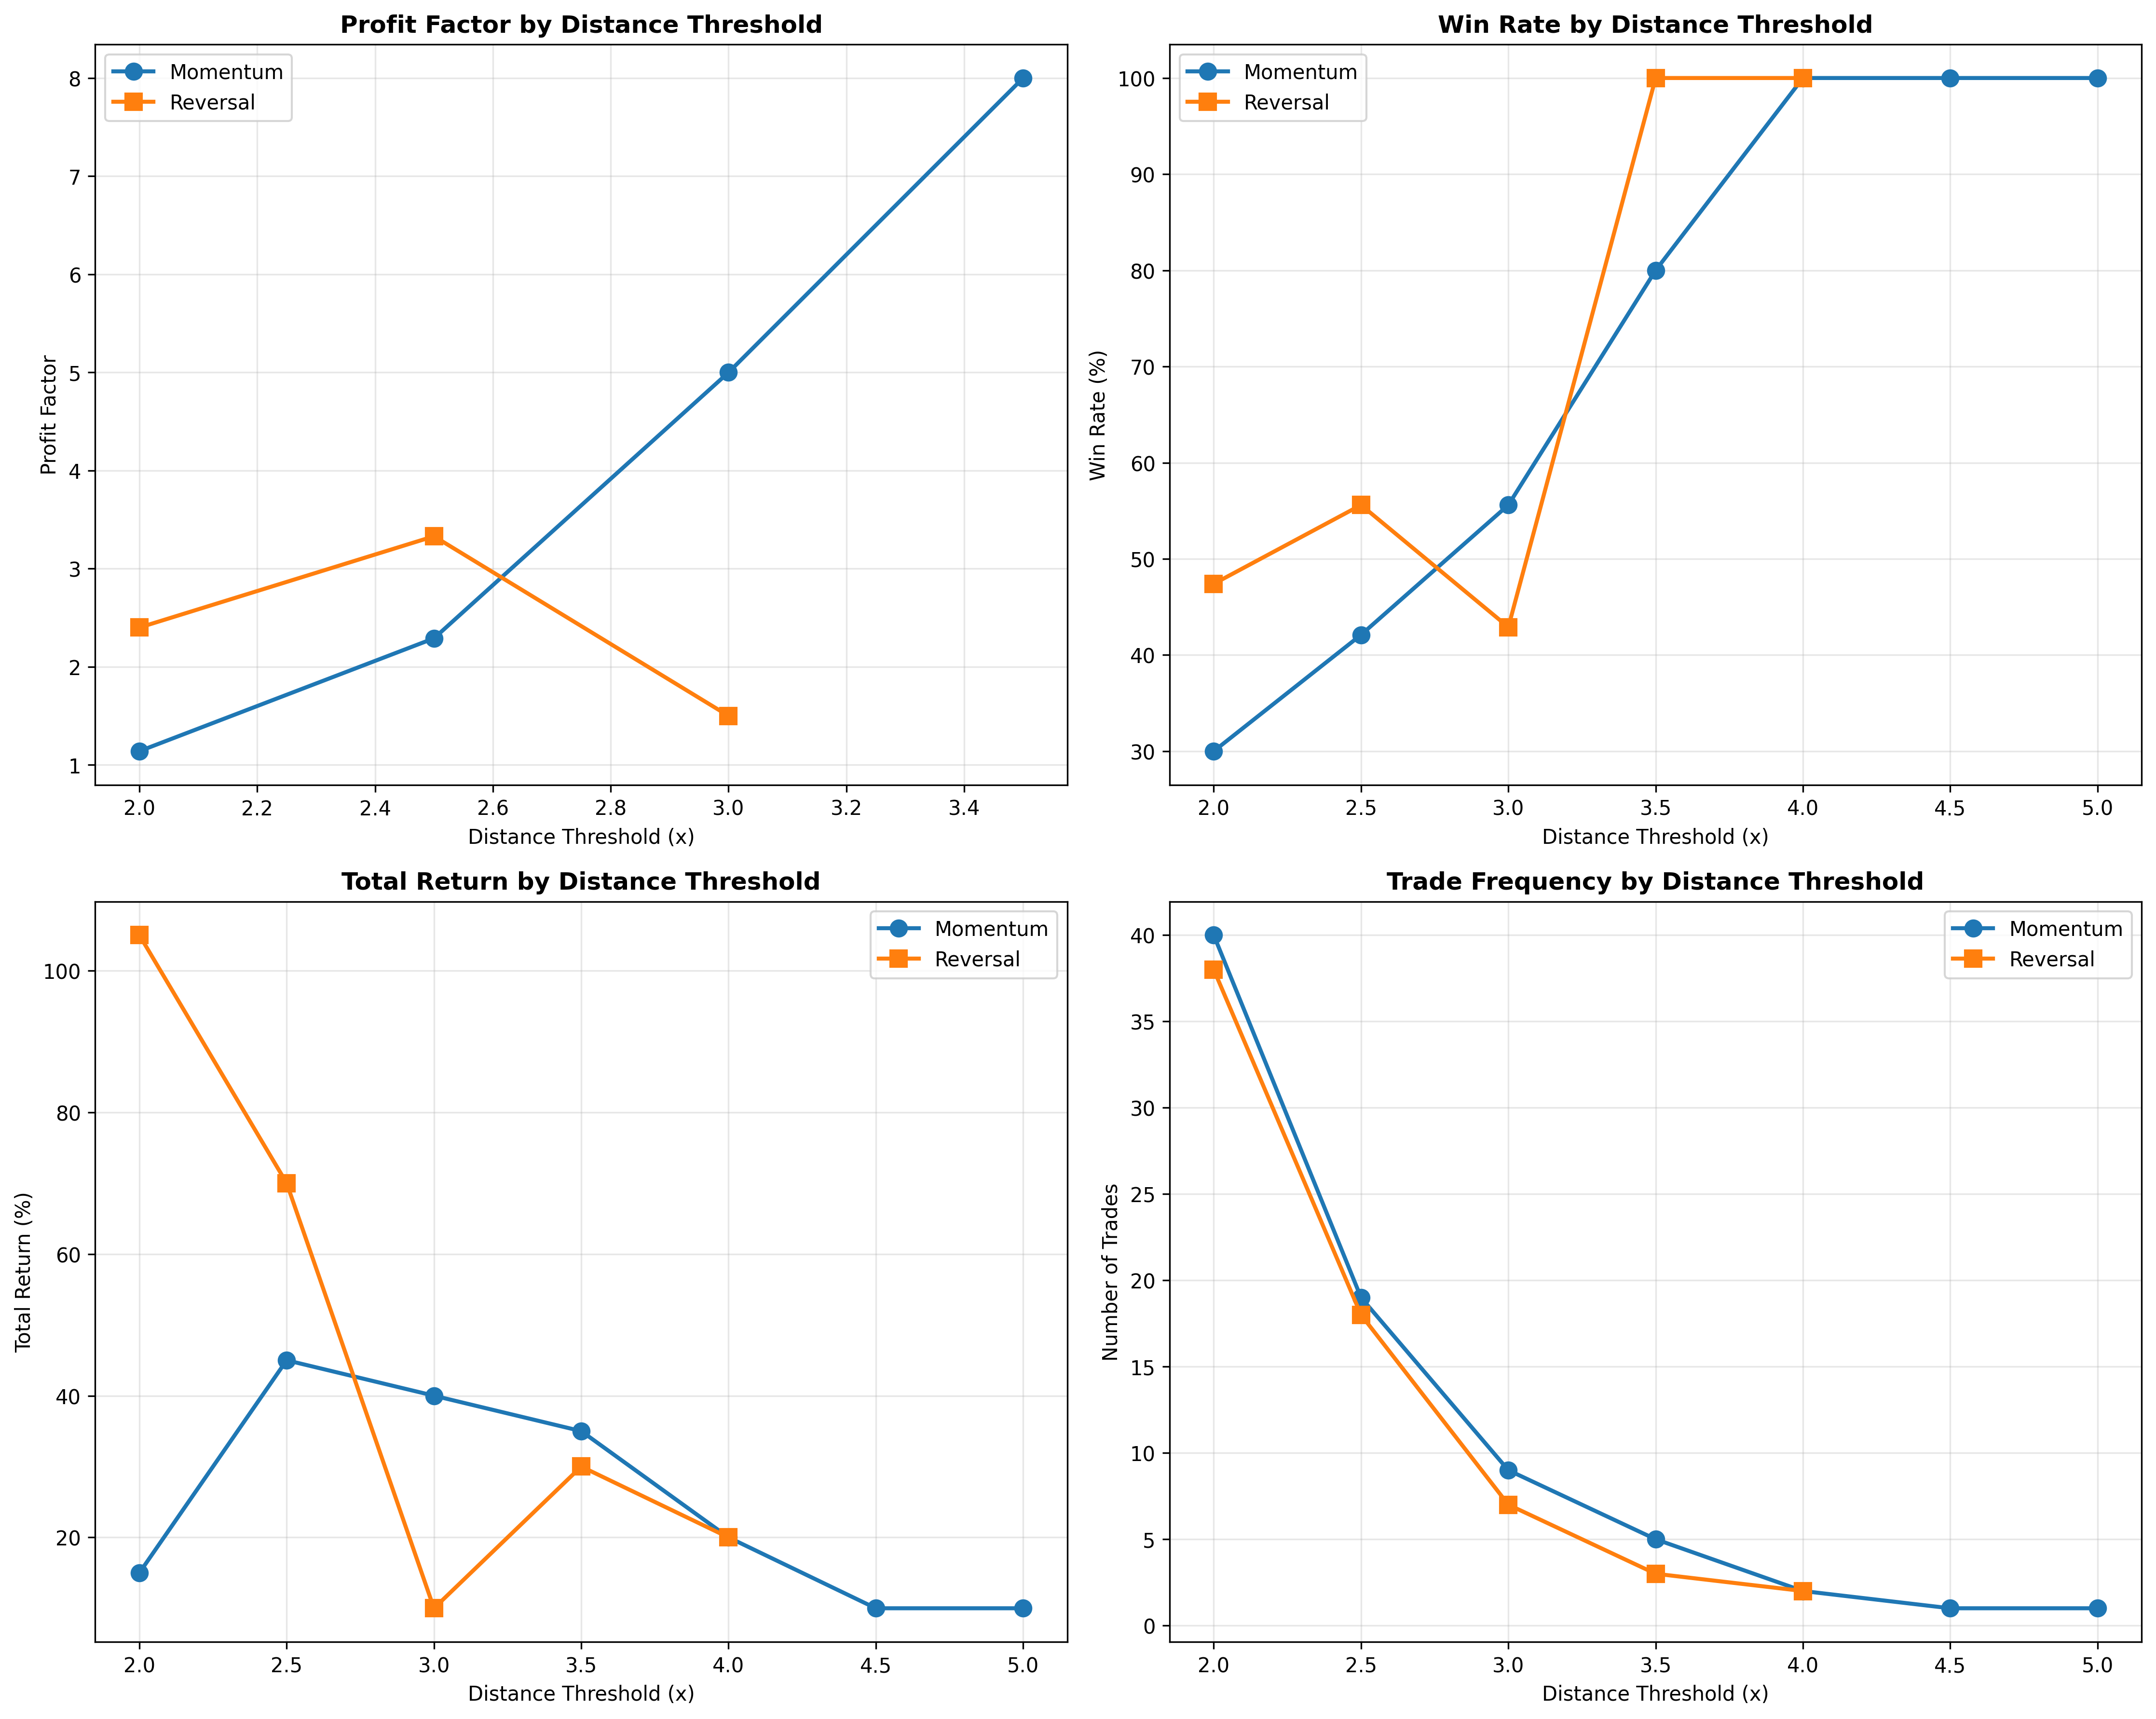 Profit Factor by Distance Threshold
Momentum
Reversal
8
7
6
5
4
3
2
1
Profit Factor
2.0 2.2 2.4 2.6 2.8 3.0 3.2 3.4
Distance Threshold (x)
Win Rate by Distance Threshold
Momentum
Reversal
100
90
80
70
60
50
40
30
Win Rate (%)
2.0 2.5 3.0 3.5 4.0 4.5 5.0
Distance Threshold (x)
Total Return by Distance Threshold
Momentum
Reversal
100
80
60
40
20
Total Return (%)
2.0 2.5 3.0 3.5 4.0 4.5 5.0
Distance Threshold (x)
Trade Frequency by Distance Threshold
Momentum
Reversal
40
35
30
25
20
15
10
5
0
Number of Trades
2.0 2.5 3.0 3.5 4.0 4.5 5.0
Distance Threshold (x)